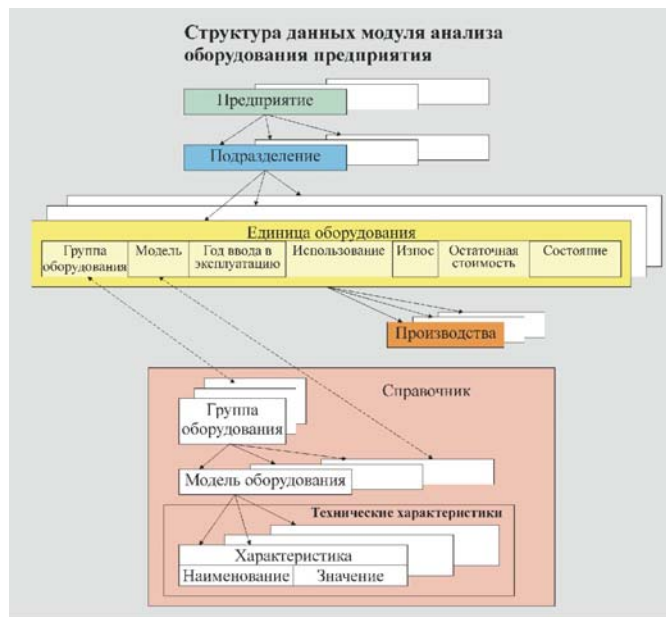 Структура данных модуля анализа
оборудования предприятия
Предприятие
Подразделение
Единица оборудования
Группа
оборудования
Модель
Год ввода в
эксплуатацию
Использование
Износ
Остаточная
стоимость
Состояние
Производства
Справочник
Группа
оборудования
Модель оборудования
Технические характеристики
Характеристика
Наименование
Значение